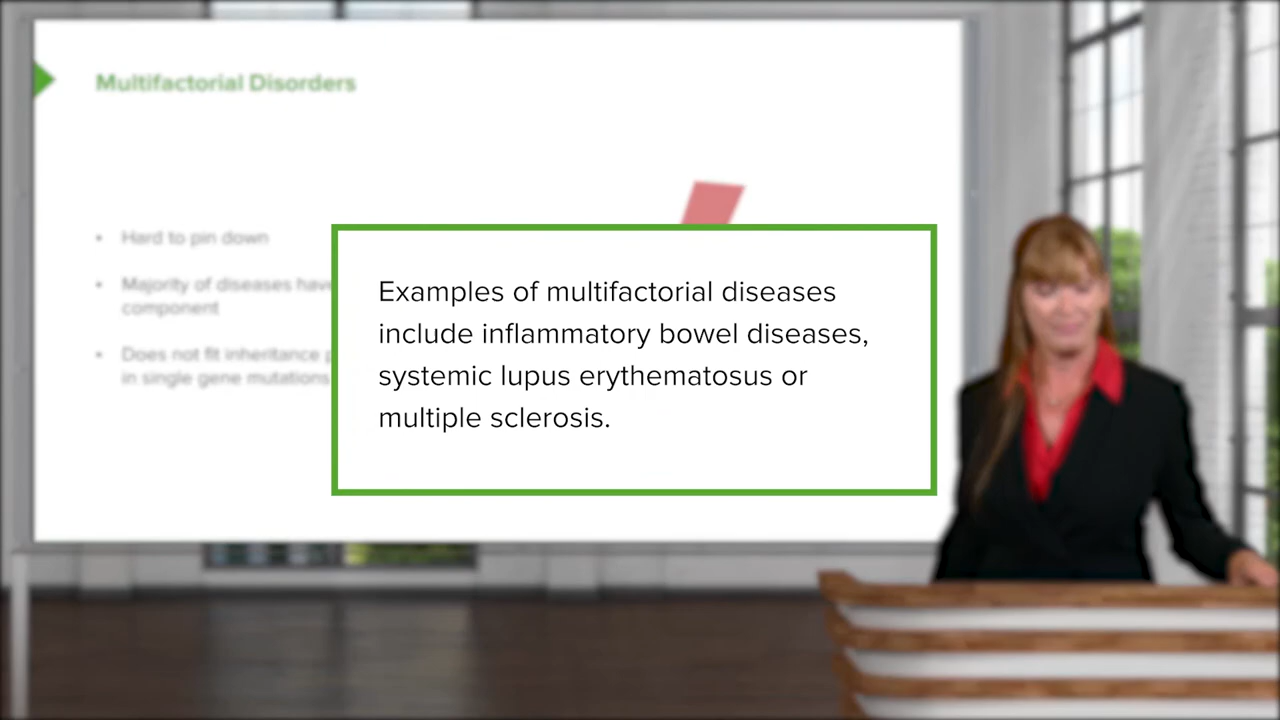 Multifactorial Disorders
Hard to pin down
Majority of diseases have
component
Does not fit inheritance
in single gene mutations
Examples of multifactorial diseases
include inflammatory bowel diseases,
systemic lupus erythematosus or
multiple sclerosis.